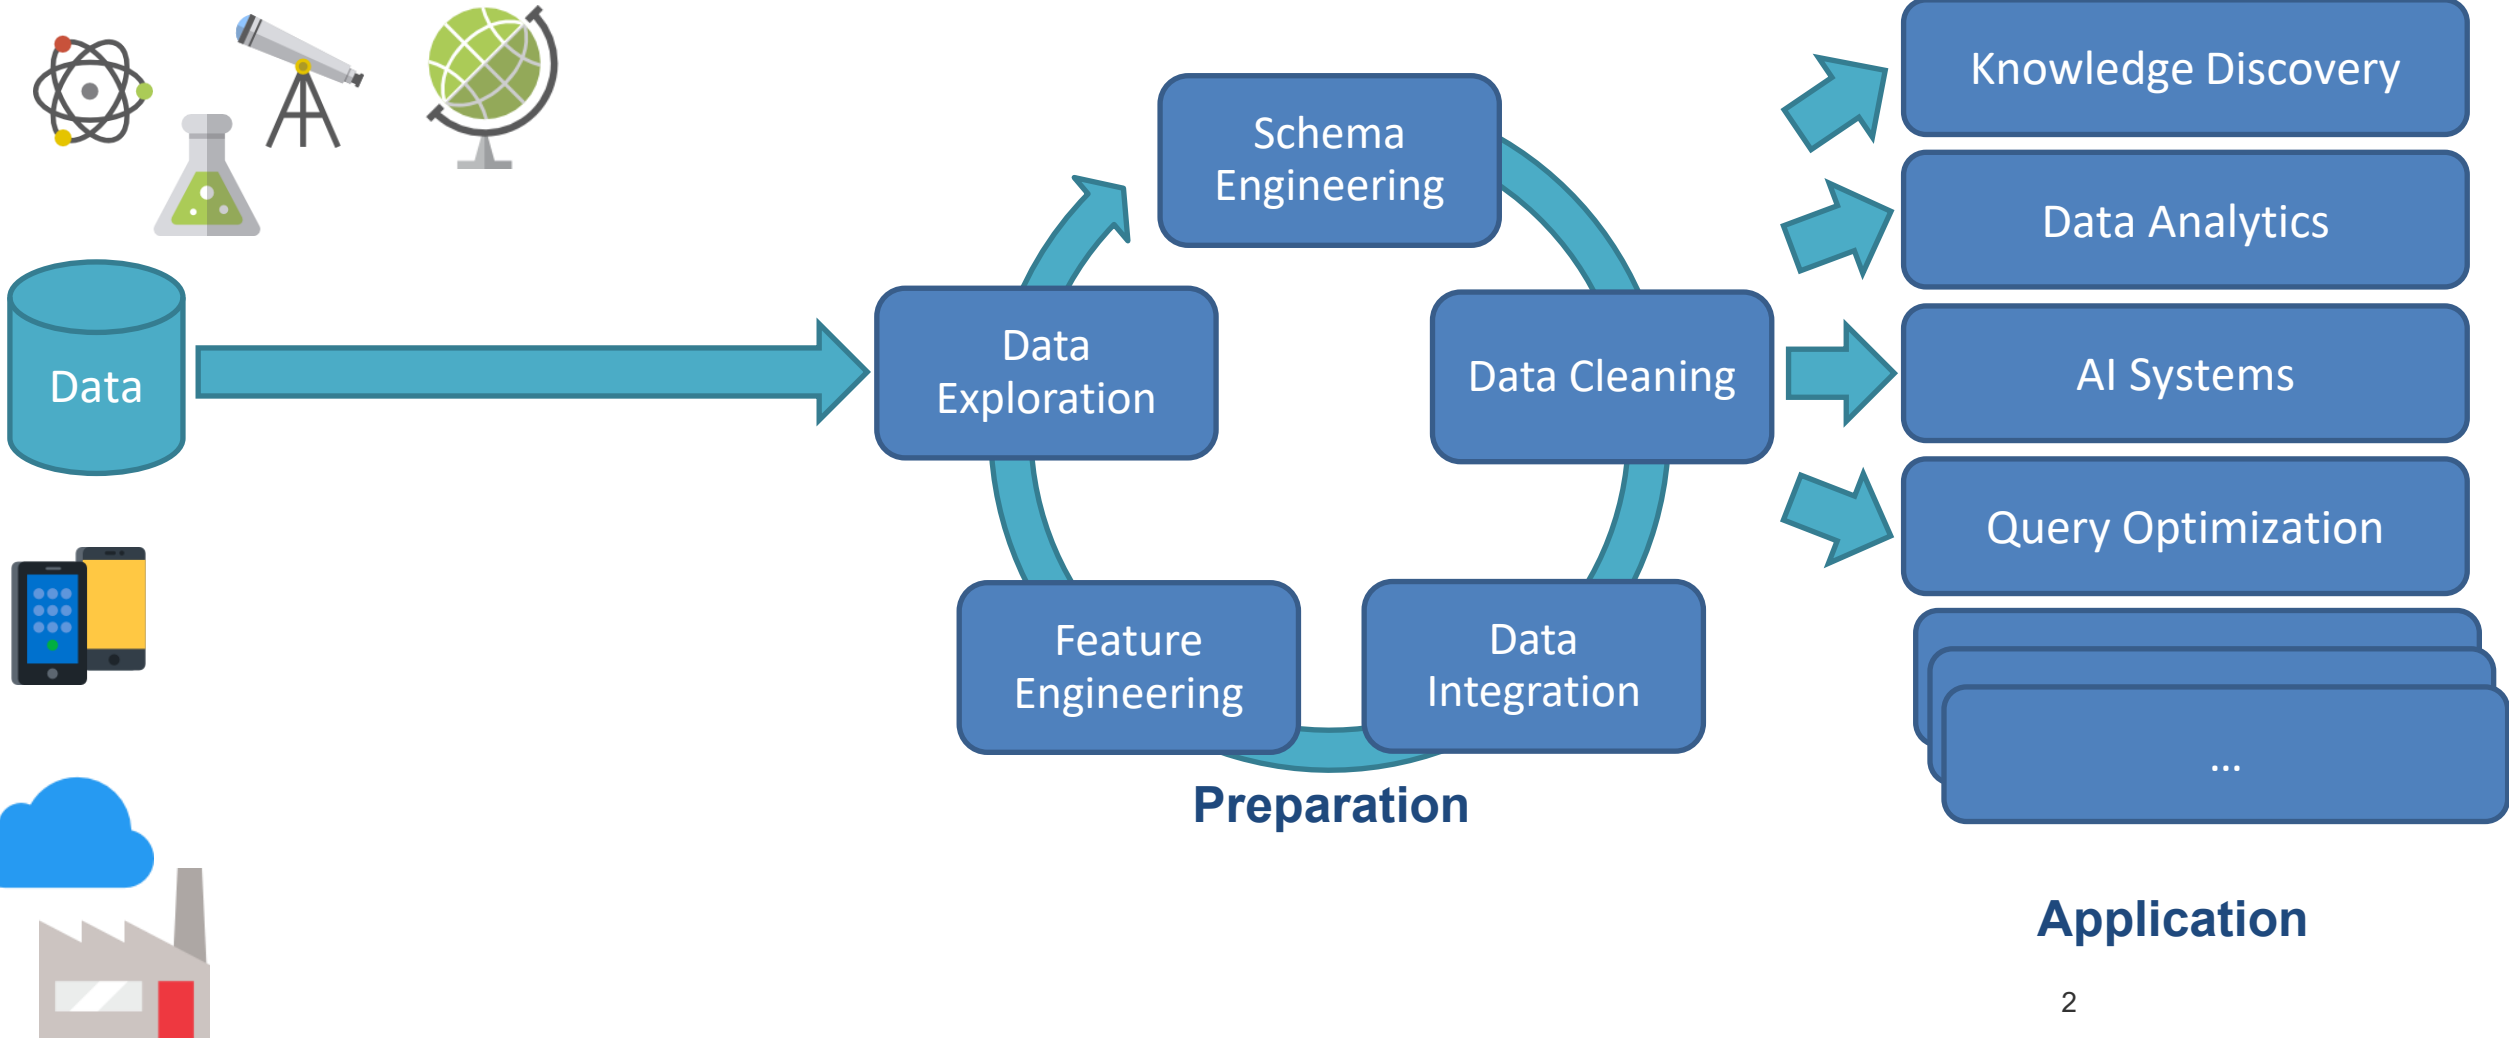 Data
Schema
Engineering
Data
Exploration
Data Cleaning
Feature
Engineering
Data
Integration
Preparation
Knowledge Discovery
Data Analytics
AI Systems
Query Optimization
...
Application
2